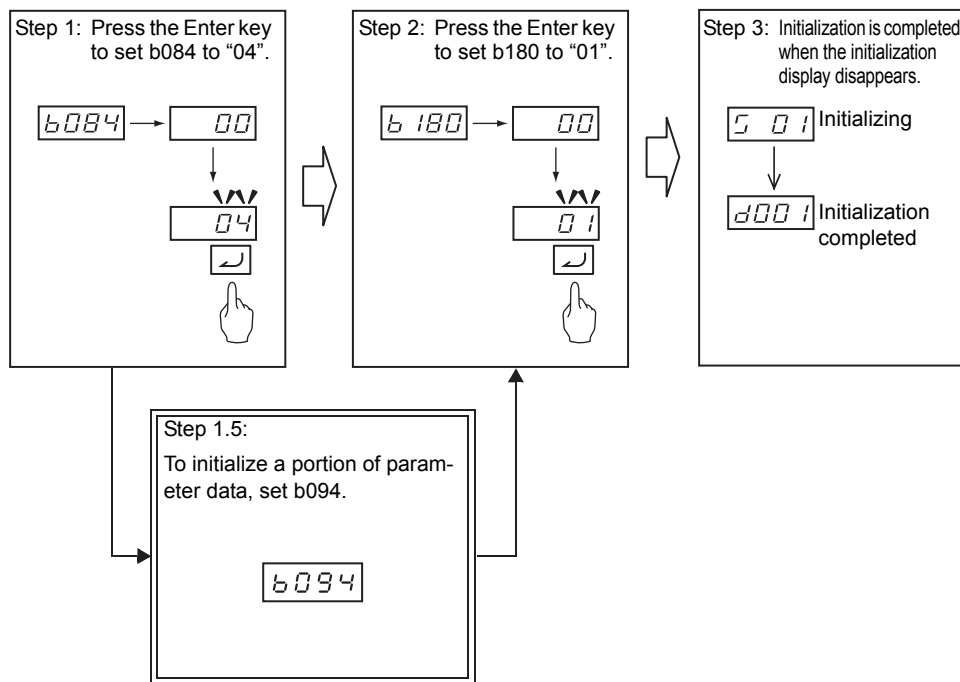 Step 1: Press the Enter key
to set b084 to “04”.
b084
00
04
Step 2: Press the Enter key
to set b180 to “01”.
b180
00
01
Step 3: Initialization is completed
when the initialization
display disappears.
5 01 Initializing
d001 Initialization
completed
Step 1.5:
To initialize a portion of param-
eter data, set b094.
b094